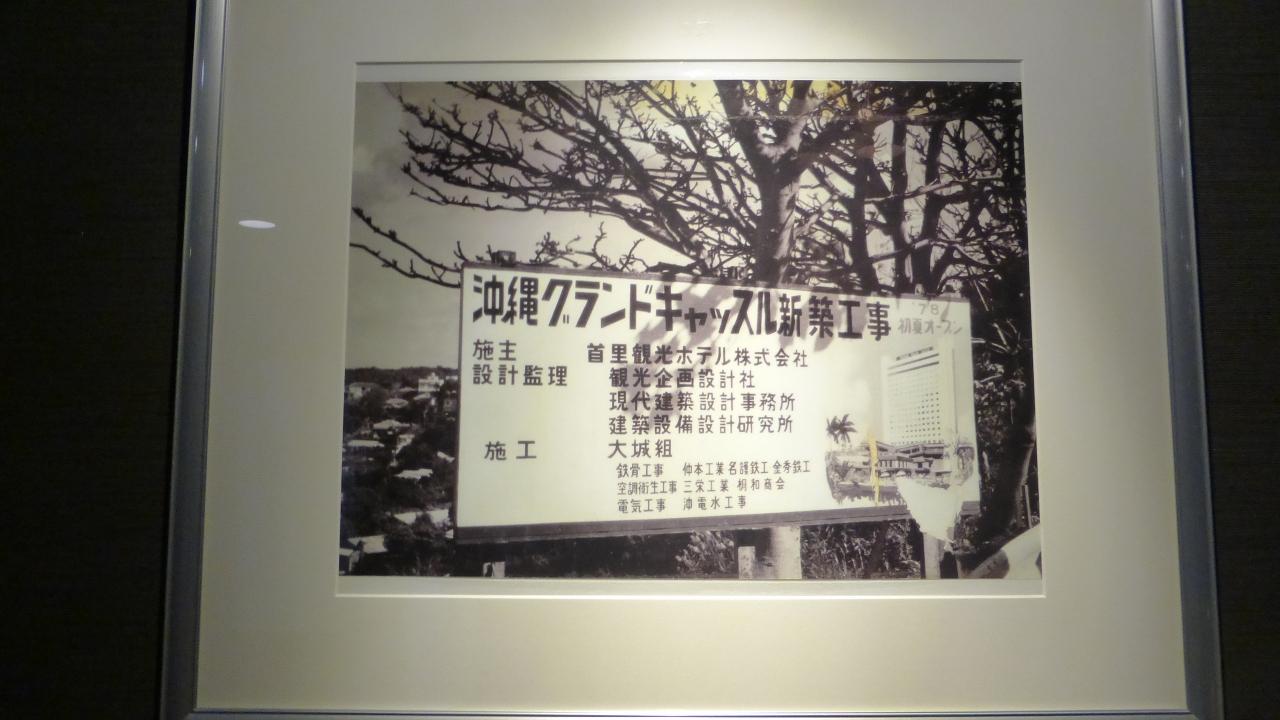 沖縄グランドキャッスル新築工事
'78
初夏オープン
施主 首里観光ホテル株式会社
設計監理 観光企画設計社
現代建築設計事務所
建築設備設計研究所
施工 大城組
鉄骨工事 仲本工業 名護鉄工 金秀鉄工
空調衛生工事 三栄工業 桐和商会
電気工事 沖電水工事